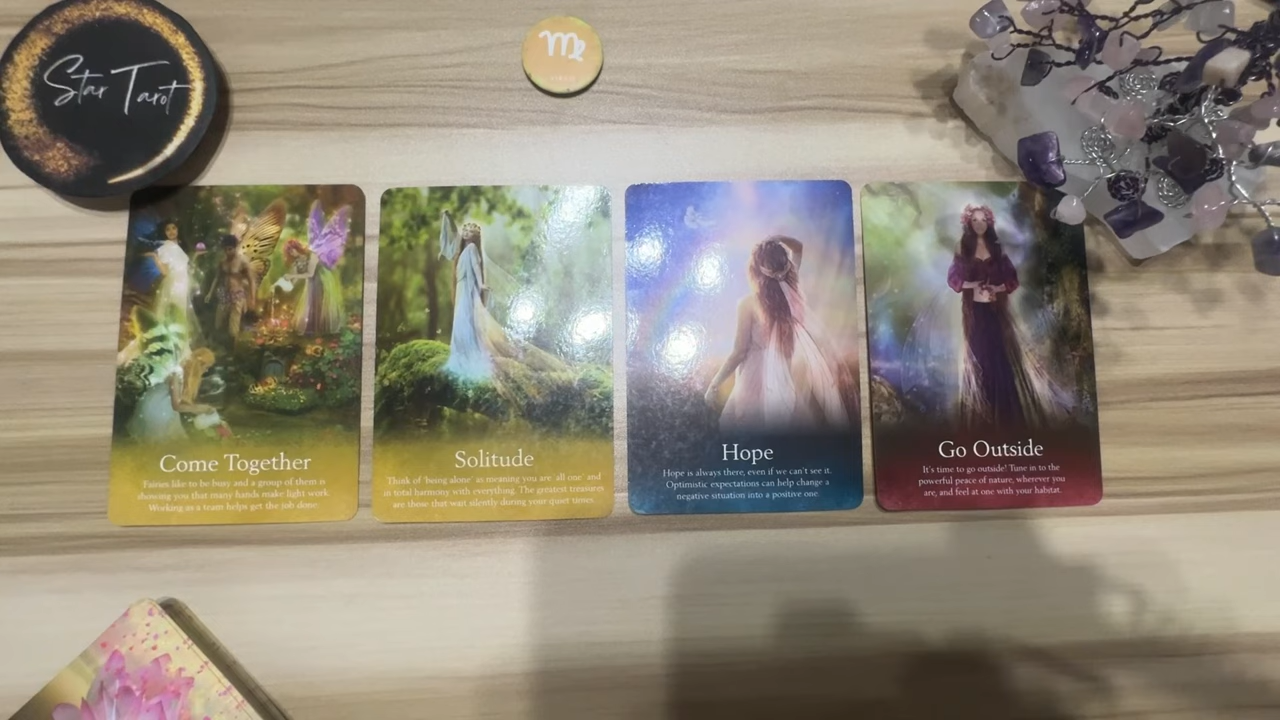 Star Tarot
Come Together
Fairies like to be busy and a group of them is
showing you that many hands make light work.
Working as a team helps get the job done.
Solitude
Think of 'being alone' as meaning you are 'all one' and
in total harmony with everything. The greatest treasures
are those that wait silently during your quiet times.
Hope
Hope is always there, even if we can't see it.
Optimistic expectations can help change a
negative situation into a positive one.
Go Outside
It's time to go outside! Tune in to the
powerful peace of nature, wherever you
are, and feel at one with your habitat.